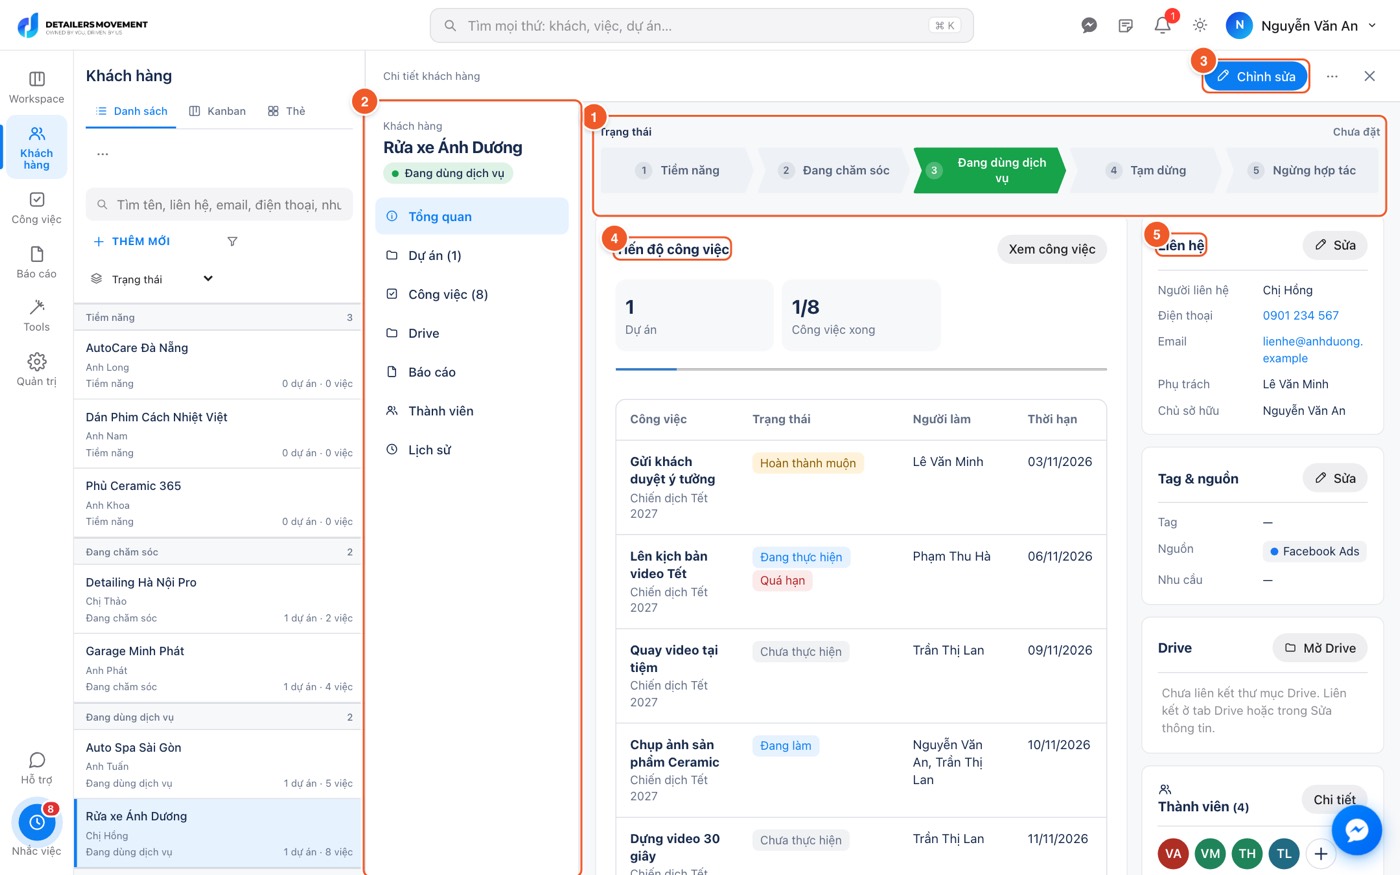 DETAILERS MOVEMENT
OWNED BY YOU, DRIVEN BY US
Tìm mọi thứ: khách, việc, dự án...
⌘ K
1
N
Nguyễn Văn An
Workspace
Khách hàng
Công việc
Báo cáo
Tools
Quản trị
Hỗ trợ
8
Nhắc việc
Khách hàng
Danh sách
Kanban
Thẻ
...
Tìm tên, liên hệ, email, điện thoại, nhu
+ THÊM MỚI
Trạng thái
Tiềm năng 3
AutoCare Đà Nẵng
Anh Long
Tiềm năng 0 dự án · 0 việc
Dán Phim Cách Nhiệt Việt
Anh Nam
Tiềm năng 0 dự án · 0 việc
Phủ Ceramic 365
Anh Khoa
Tiềm năng 0 dự án · 0 việc
Đang chăm sóc 2
Detailing Hà Nội Pro
Chị Thảo
Đang chăm sóc 1 dự án · 2 việc
Garage Minh Phát
Anh Phát
Đang chăm sóc 1 dự án · 4 việc
Đang dùng dịch vụ 2
Auto Spa Sài Gòn
Anh Tuấn
Đang dùng dịch vụ 1 dự án · 5 việc
Rửa xe Ánh Dương
Chị Hồng
Đang dùng dịch vụ 1 dự án · 8 việc
Chi tiết khách hàng
3
Chỉnh sửa
...
2
Khách hàng
Rửa xe Ánh Dương
Đang dùng dịch vụ
Tổng quan
Dự án (1)
Công việc (8)
Drive
Báo cáo
Thành viên
Lịch sử
1
Trạng thái
Chưa đặt
1 Tiềm năng
2 Đang chăm sóc
3 Đang dùng dịch vụ
4 Tạm dừng
5 Ngừng hợp tác
4
Tiến độ công việc
Xem công việc
1
Dự án
1/8
Công việc xong
Công việc Trạng thái Người làm Thời hạn
Gửi khách duyệt ý tưởng
Chiến dịch Tết 2027
Hoàn thành muộn
Lê Văn Minh
03/11/2026
Lên kịch bản video Tết
Chiến dịch Tết 2027
Đang thực hiện
Quá hạn
Phạm Thu Hà
06/11/2026
Quay video tại tiệm
Chiến dịch Tết 2027
Chưa thực hiện
Trần Thị Lan
09/11/2026
Chụp ảnh sản phẩm Ceramic
Chiến dịch Tết 2027
Đang làm
Nguyễn Văn An, Trần Thị Lan
10/11/2026
Dựng video 30 giây
Chiến dịch Tết
Chưa thực hiện
Trần Thị Lan
11/11/2026
5
Liên hệ
Sửa
Người liên hệ Chị Hồng
Điện thoại 0901 234 567
Email lienhe@anhduong.
example
Phụ trách Lê Văn Minh
Chủ sở hữu Nguyễn Văn An
Tag & nguồn
Sửa
Tag —
Nguồn Facebook Ads
Nhu cầu —
Drive
Mở Drive
Chưa liên kết thư mục Drive. Liên
kết ở tab Drive hoặc trong Sửa
thông tin.
Thành viên (4)
Chi tiết
VA VM TH TL +